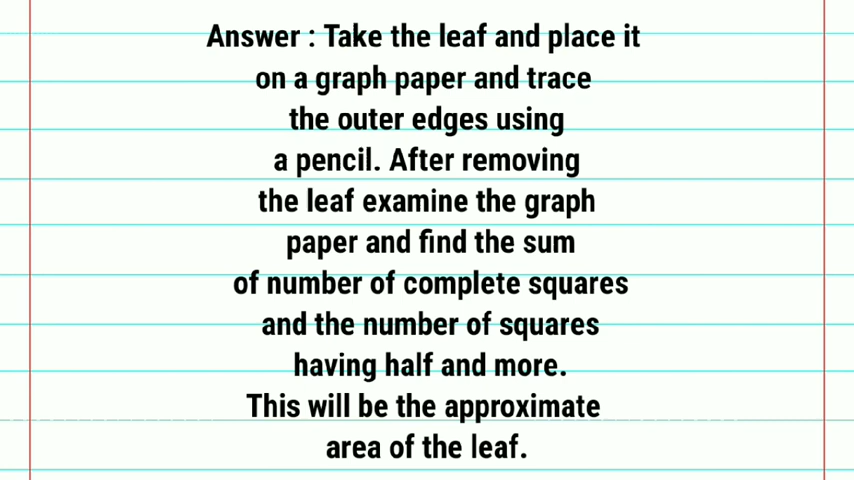 Answer : Take the leaf and place it
on a graph paper and trace
the outer edges using
a pencil. After removing
the leaf examine the graph
paper and find the sum
of number of complete squares
and the number of squares
having half and more.
This will be the approximate
area of the leaf.